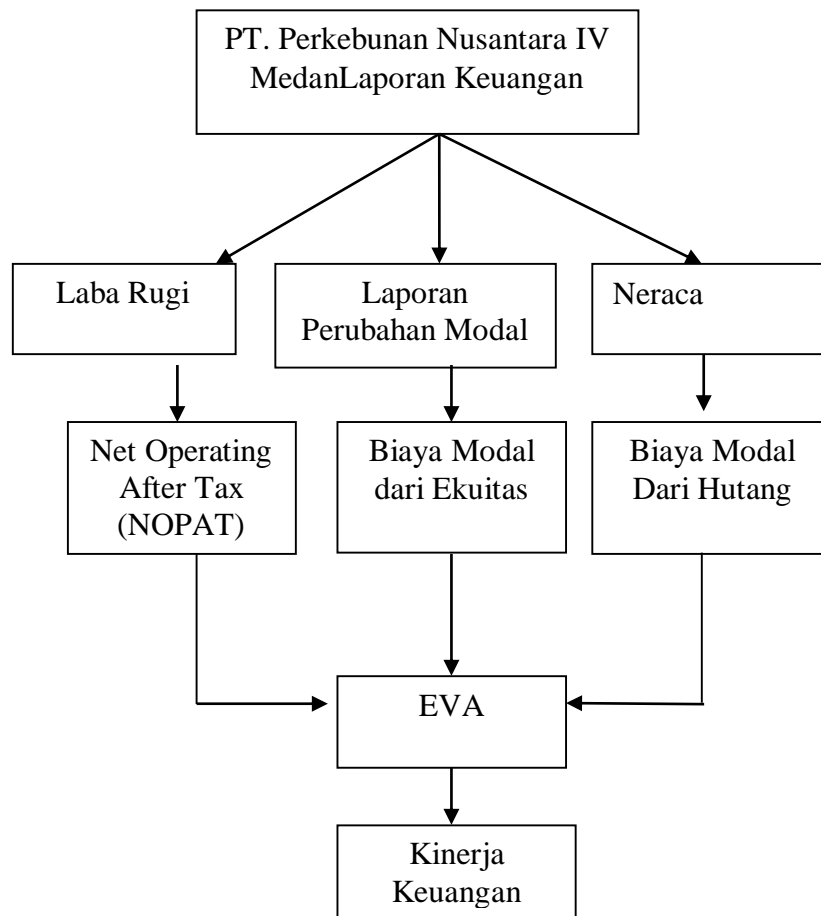 PT. Perkebunan Nusantara IV
MedanLaporan Keuangan
Laba Rugi
Laporan
Perubahan Modal
Neraca
Net Operating
After Tax
(NOPAT)
Biaya Modal
dari Ekuitas
Biaya Modal
Dari Hutang
EVA
Kinerja
Keuangan